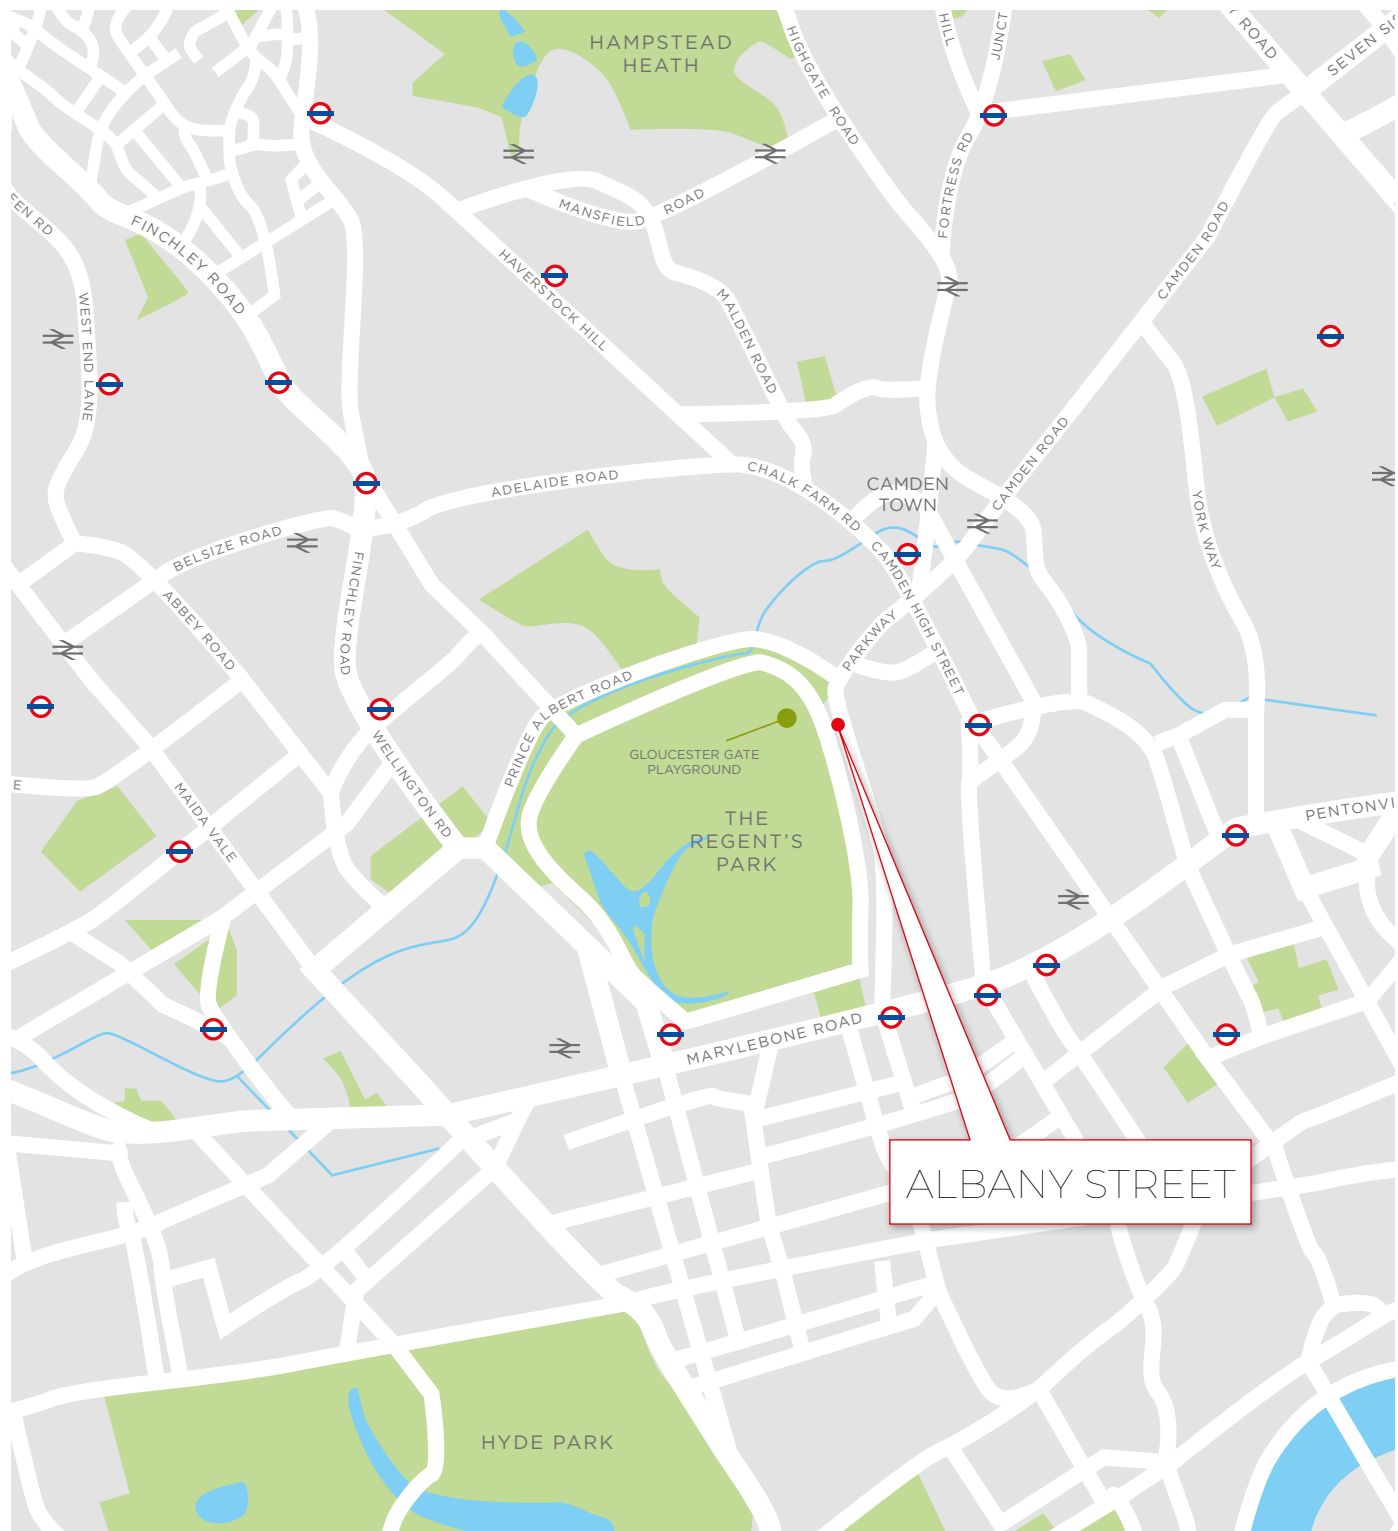 HAMPSTEAD
HEATH
HIGHGATE ROAD
HILL
JUNCT
Y ROAD
SEVEN SIS
FORTRESS RD
MANSFIELD ROAD
EEN RD
FINCHLEY ROAD
HAVERSTOCK HILL
CAMDEN ROAD
WEST END LANE
MALDEN ROAD
ADELAIDE ROAD
CHALK FARM RD
CAMDEN
TOWN
CAMDEN ROAD
YORK WAY
BELSIZE ROAD
FINCHLEY ROAD
ABBEY ROAD
CAMDEN HIGH STREET
PARKWAY
PRINCE ALBERT ROAD
WELLINGTON RD
GLOUCESTER GATE
PLAYGROUND
E
MAIDA VALE
THE
REGENT'S
PARK
PENTONVI
MARYLEBONE ROAD
ALBANY STREET
HYDE PARK